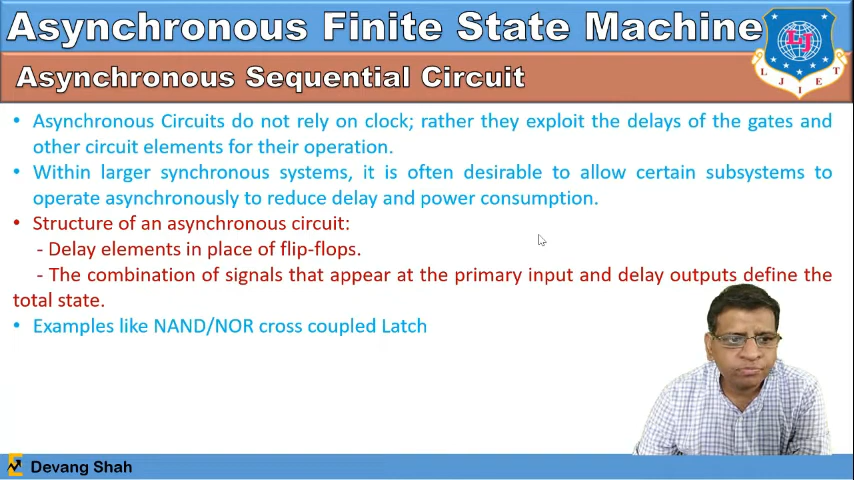 Asynchronous Finite State Machine
Asynchronous Sequential Circuit
LJ
L J I E T
• Asynchronous Circuits do not rely on clock; rather they exploit the delays of the gates and
other circuit elements for their operation.
• Within larger synchronous systems, it is often desirable to allow certain subsystems to
operate asynchronously to reduce delay and power consumption.
• Structure of an asynchronous circuit:
- Delay elements in place of flip-flops.
- The combination of signals that appear at the primary input and delay outputs define the
total state.
• Examples like NAND/NOR cross coupled Latch
Devang Shah